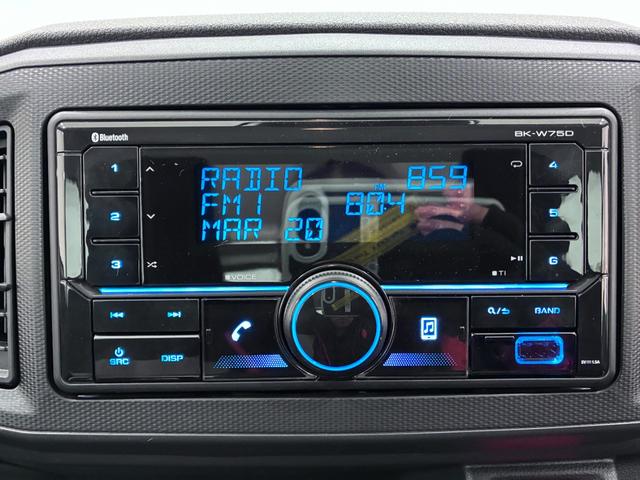 Bluetooth
BK-W75D
1
2
3
RADIO 859
FM1 PM 80.4
MAR 20
4
5
6
VOICE
TI
SRC
DISP
BAND